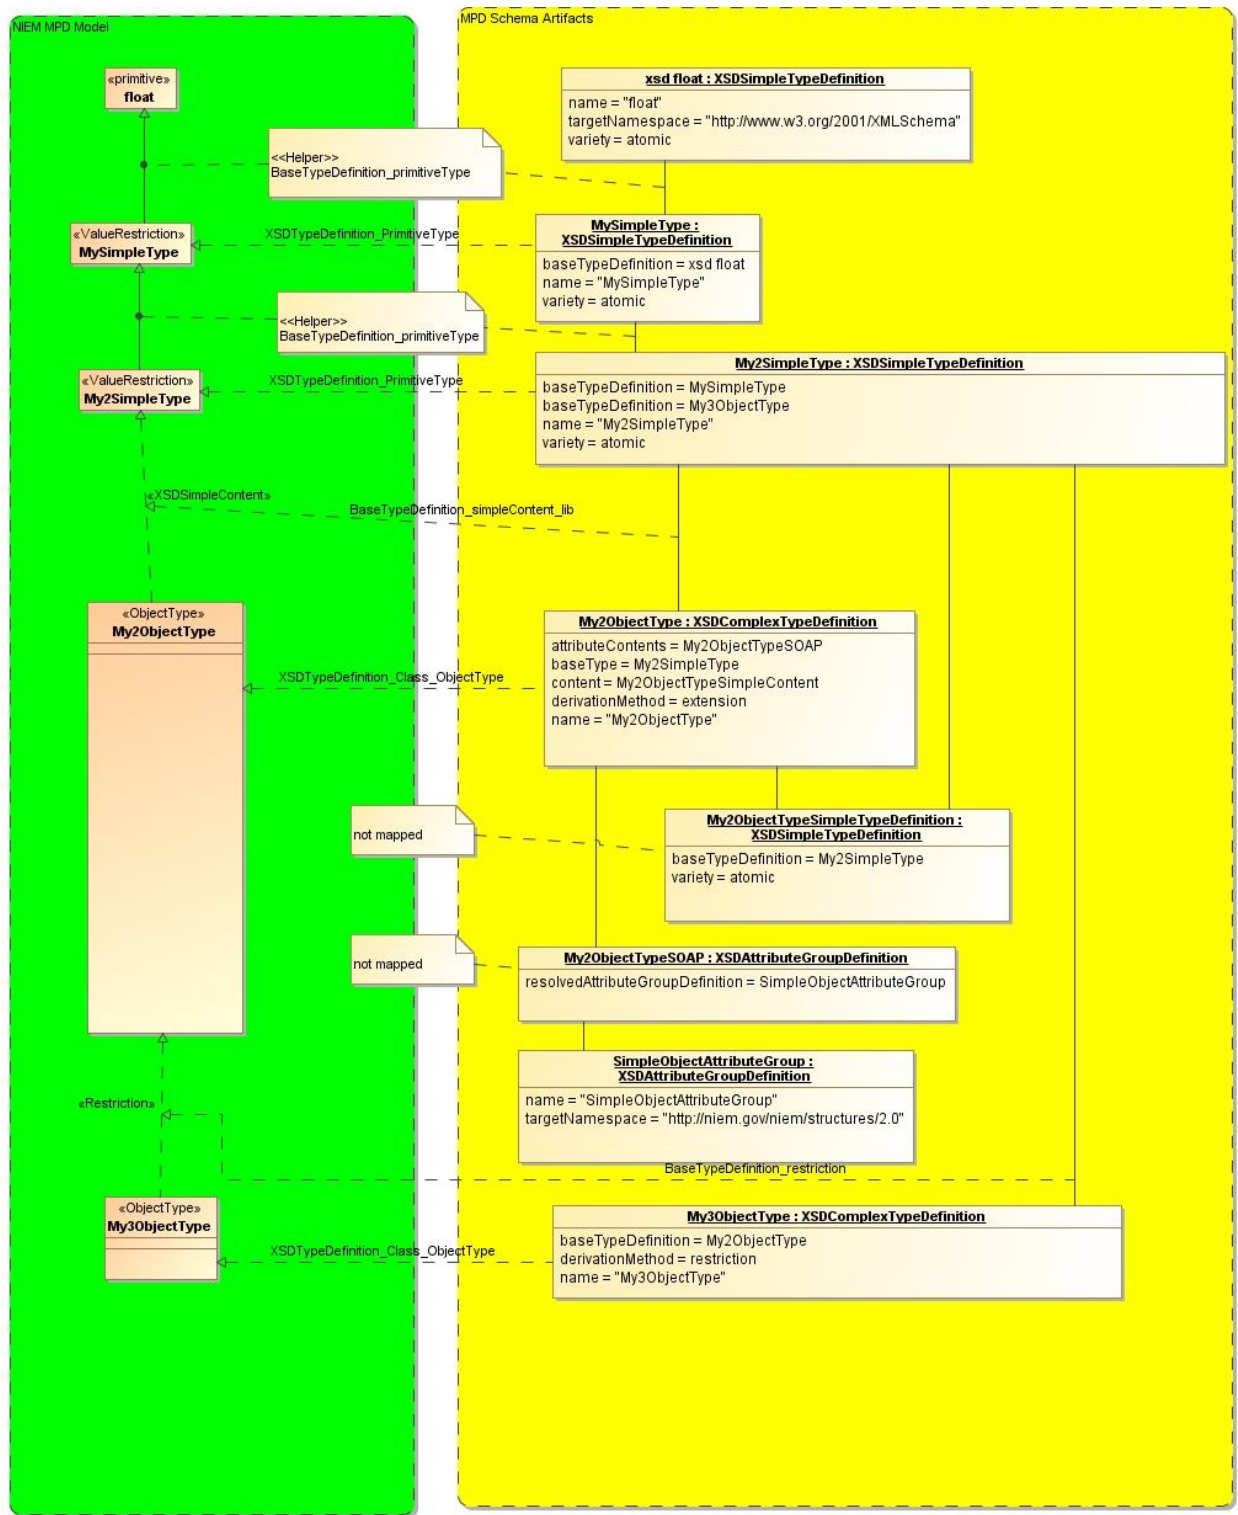 NIEM MPD Model
«primitive»
float
<<Helper>>
BaseTypeDefinition_primitiveType
«ValueRestriction»
MySimpleType
XSDTypeDefinition_PrimitiveType
<<Helper>>
BaseTypeDefinition_primitiveType
«ValueRestriction»
My2SimpleType
XSDTypeDefinition_PrimitiveType
«XSDSimpleContent»
BaseTypeDefinition_simpleContent_lib
«ObjectType»
My2ObjectType
XSDTypeDefinition_Class_ObjectType
not mapped
not mapped
«Restriction»
BaseTypeDefinition_restriction
«ObjectType»
My3ObjectType
XSDTypeDefinition_Class_ObjectType
MPD Schema Artifacts
xsd float : XSDSimpleTypeDefinition
name = "float"
targetNamespace = "http://www.w3.org/2001/XMLSchema"
variety = atomic
MySimpleType :
XSDSimpleTypeDefinition
baseTypeDefinition = xsd float
name = "MySimpleType"
variety = atomic
My2SimpleType : XSDSimpleTypeDefinition
baseTypeDefinition = MySimpleType
baseTypeDefinition = My3ObjectType
name = "My2SimpleType"
variety = atomic
My2ObjectType : XSDComplexTypeDefinition
attributeContents = My2ObjectTypeSOAP
baseType = My2SimpleType
content = My2ObjectTypeSimpleContent
derivationMethod = extension
name = "My2ObjectType"
My2ObjectTypeSimpleTypeDefinition :
XSDSimpleTypeDefinition
baseTypeDefinition = My2SimpleType
variety = atomic
My2ObjectTypeSOAP : XSDAttributeGroupDefinition
resolvedAttributeGroupDefinition = SimpleObjectAttributeGroup
SimpleObjectAttributeGroup :
XSDAttributeGroupDefinition
name = "SimpleObjectAttributeGroup"
targetNamespace = "http://niem.gov/niem/structures/2.0"
My3ObjectType : XSDComplexTypeDefinition
baseTypeDefinition = My2ObjectType
derivationMethod = restriction
name = "My3ObjectType"